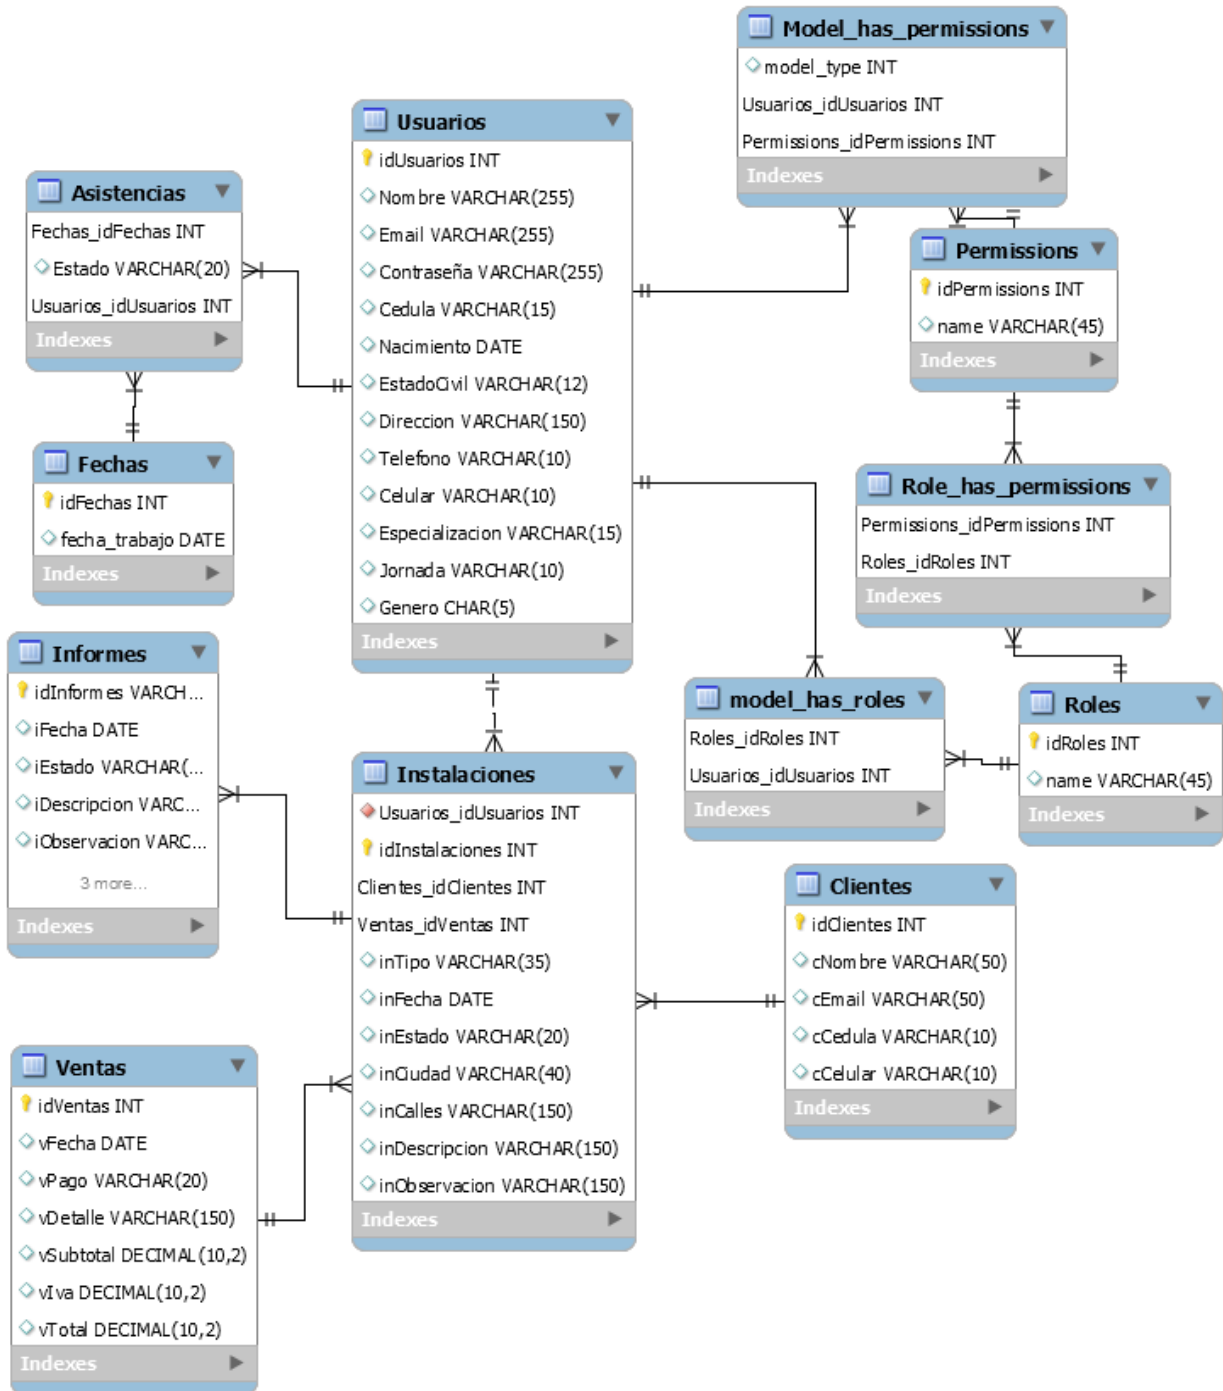 Model_has_permissions
model_type INT
Usuarios_idUsuarios INT
Permissions_idPermissions INT
Indexes
Usuarios
idUsuarios INT
Nombre VARCHAR(255)
Email VARCHAR(255)
Contraseña VARCHAR(255)
Cedula VARCHAR(15)
Nacimiento DATE
EstadoCivil VARCHAR(12)
Direccion VARCHAR(150)
Telefono VARCHAR(10)
Celular VARCHAR(10)
Especializacion VARCHAR(15)
Jornada VARCHAR(10)
Genero CHAR(5)
Indexes
Asistencias
Fechas_idFechas INT
Estado VARCHAR(20)
Usuarios_idUsuarios INT
Indexes
Permissions
idPermissions INT
name VARCHAR(45)
Indexes
Fechas
idFechas INT
fecha_trabajo DATE
Indexes
Role_has_permissions
Permissions_idPermissions INT
Roles_idRoles INT
Indexes
Informes
idInformes VARCH...
iFecha DATE
iEstado VARCHAR(...
iDescripcion VARC...
iObservacion VARC...
3 more...
Indexes
model_has_roles
Roles_idRoles INT
Usuarios_idUsuarios INT
Indexes
Roles
idRoles INT
name VARCHAR(45)
Indexes
Instalaciones
Usuarios_idUsuarios INT
idInstalaciones INT
Clientes_idClientes INT
Ventas_idVentas INT
inTipo VARCHAR(35)
inFecha DATE
inEstado VARCHAR(20)
inCiudad VARCHAR(40)
inCalles VARCHAR(150)
inDescripcion VARCHAR(150)
inObservacion VARCHAR(150)
Indexes
Clientes
idClientes INT
cNombre VARCHAR(50)
cEmail VARCHAR(50)
cCedula VARCHAR(10)
cCelular VARCHAR(10)
Indexes
Ventas
idVentas INT
vFecha DATE
vPago VARCHAR(20)
vDetalle VARCHAR(150)
vSubtotal DECIMAL(10,2)
vIva DECIMAL(10,2)
vTotal DECIMAL(10,2)
Indexes